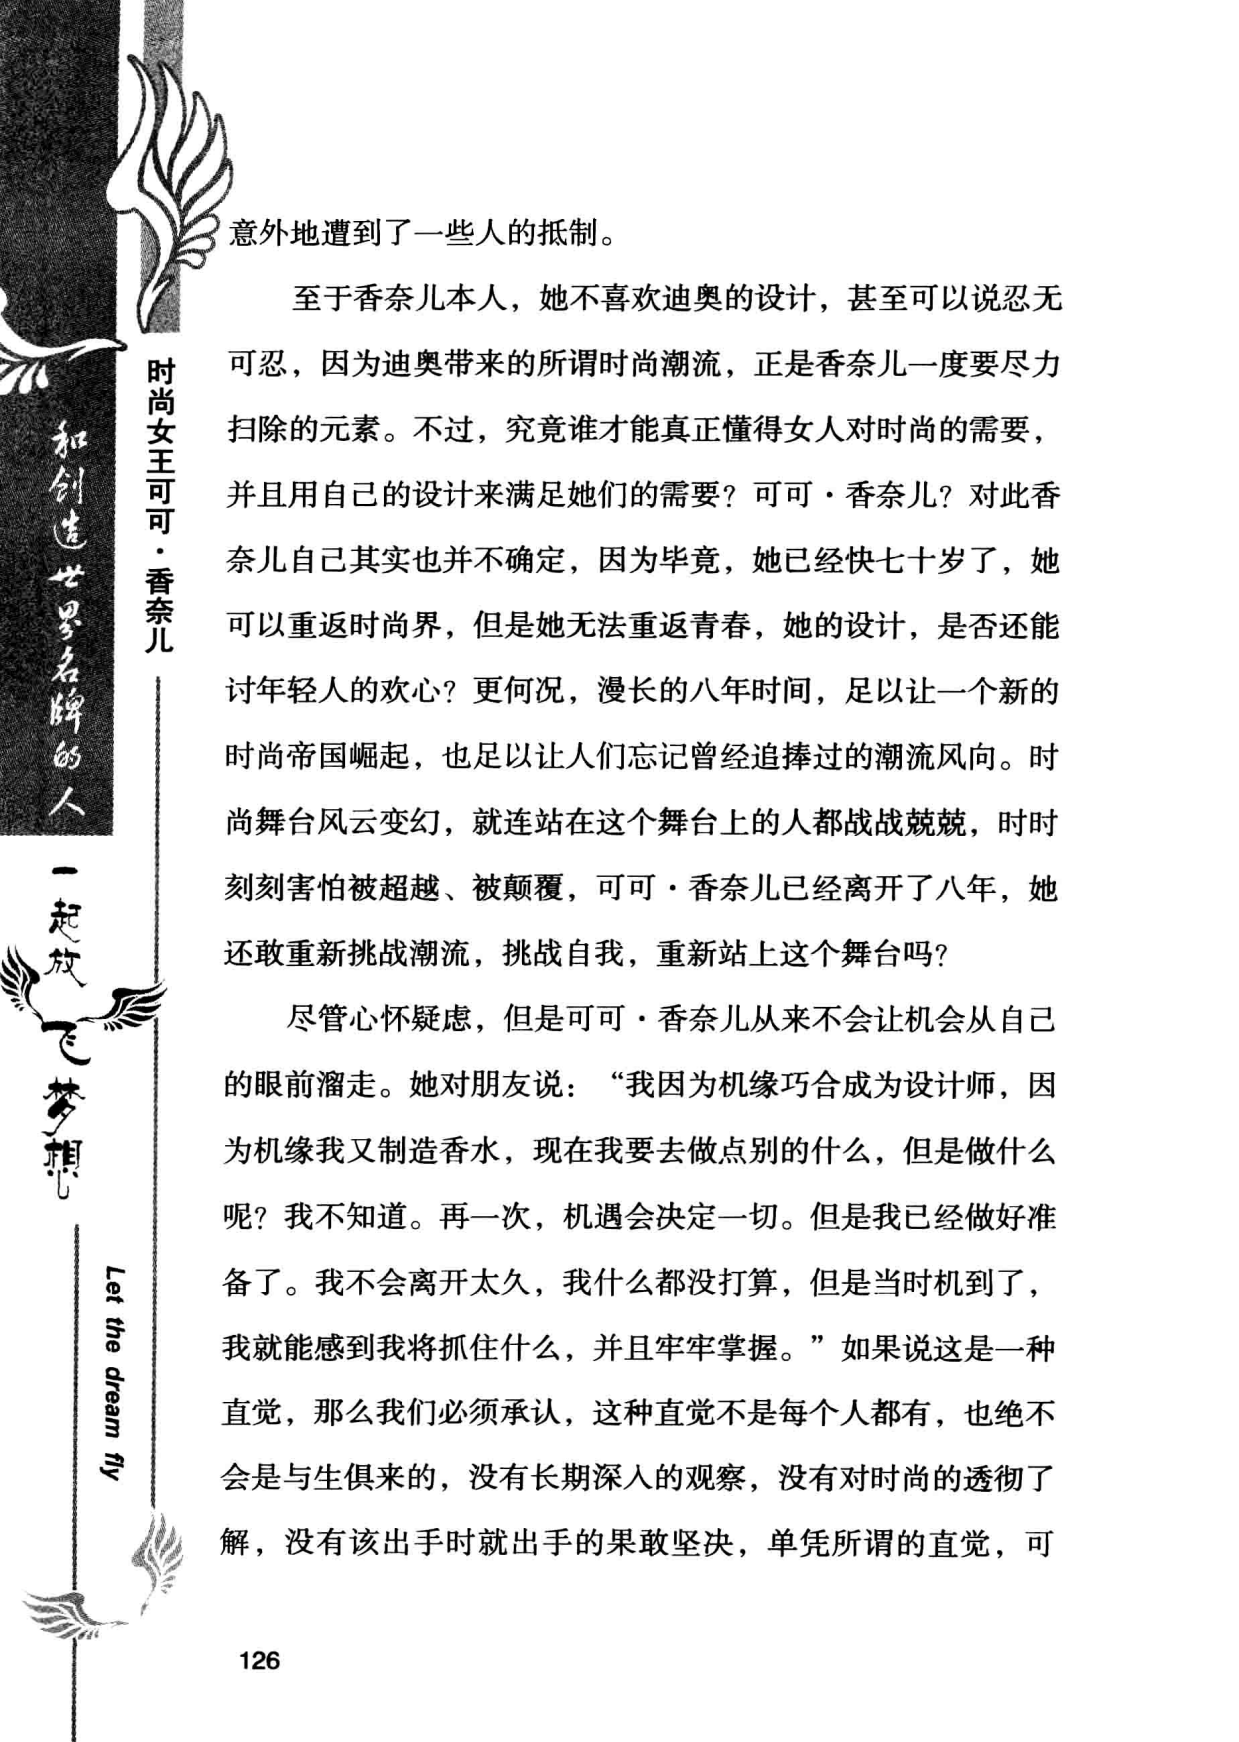 和创造世界名牌的人
一起放飞梦想
Let the dream fly
时尚女王可可·香奈儿
意外地遭到了一些人的抵制。
至于香奈儿本人，她不喜欢迪奥的设计，甚至可以说忍无
可忍，因为迪奥带来的所谓时尚潮流，正是香奈儿一度要尽力
扫除的元素。不过，究竟谁才能真正懂得女人对时尚的需要，
并且用自己的设计来满足她们的需要？可可·香奈儿？对此香
奈儿自己其实也并不确定，因为毕竟，她已经快七十岁了，她
可以重返时尚界，但是她无法重返青春，她的设计，是否还能
讨年轻人的欢心？更何况，漫长的八年时间，足以让一个新的
时尚帝国崛起，也足以让人们忘记曾经追捧过的潮流风向。时
尚舞台风云变幻，就连站在这个舞台上的人都战战兢兢，时时
刻刻害怕被超越、被颠覆，可可·香奈儿已经离开了八年，她
还敢重新挑战潮流，挑战自我，重新站上这个舞台吗？
尽管心怀疑虑，但是可可·香奈儿从来不会让机会从自己
的眼前溜走。她对朋友说：“我因为机缘巧合成为设计师，因
为机缘我又制造香水，现在我要去做点别的什么，但是做什么
呢？我不知道。再一次，机遇会决定一切。但是我已经做好准
备了。我不会离开太久，我什么都没打算，但是当时机到了，
我就能感到我将抓住什么，并且牢牢掌握。”如果说这是一种
直觉，那么我们必须承认，这种直觉不是每个人都有，也绝不
会是与生俱来的，没有长期深入的观察，没有对时尚的透彻了
解，没有该出手时就出手的果敢坚决，单凭所谓的直觉，可
126